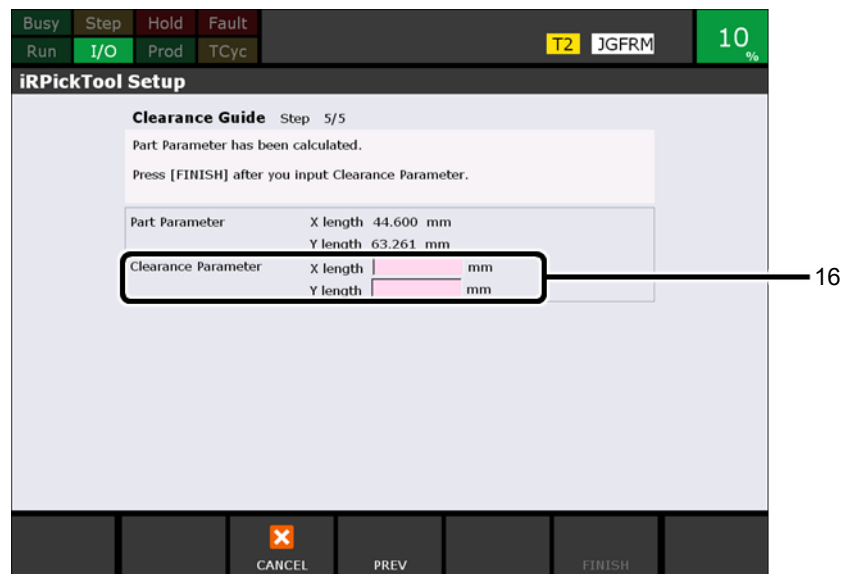 Busy Step Hold Fault
Run I/O Prod TCyc
T2 JGFRM
10 %
iRPickTool Setup
Clearance Guide Step 5/5
Part Parameter has been calculated.
Press [FINISH] after you input Clearance Parameter.
Part Parameter X length 44.600 mm
Y length 63.261 mm
Clearance Parameter X length mm
Y length mm
16
CANCEL PREV FINISH